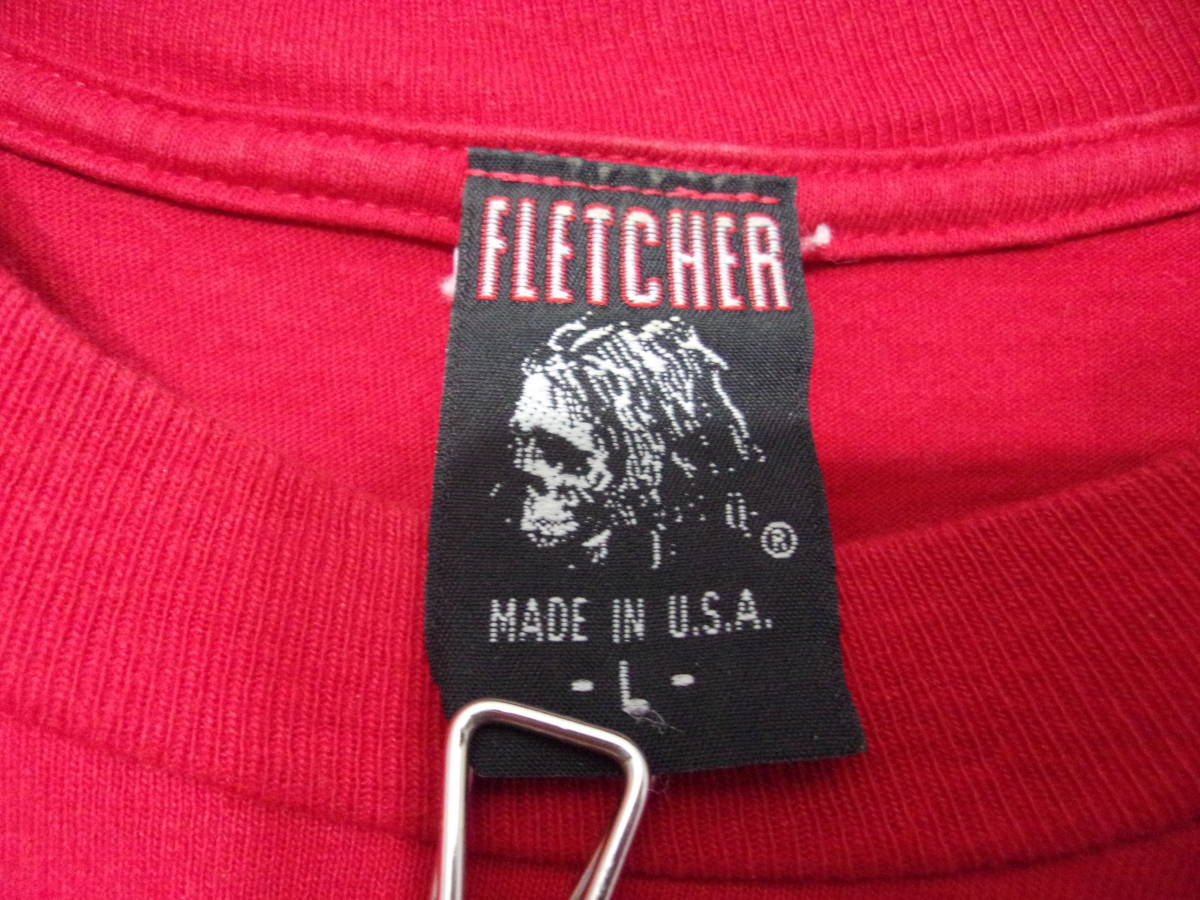 FLETCHER
®
MADE IN U.S.A.
- L -